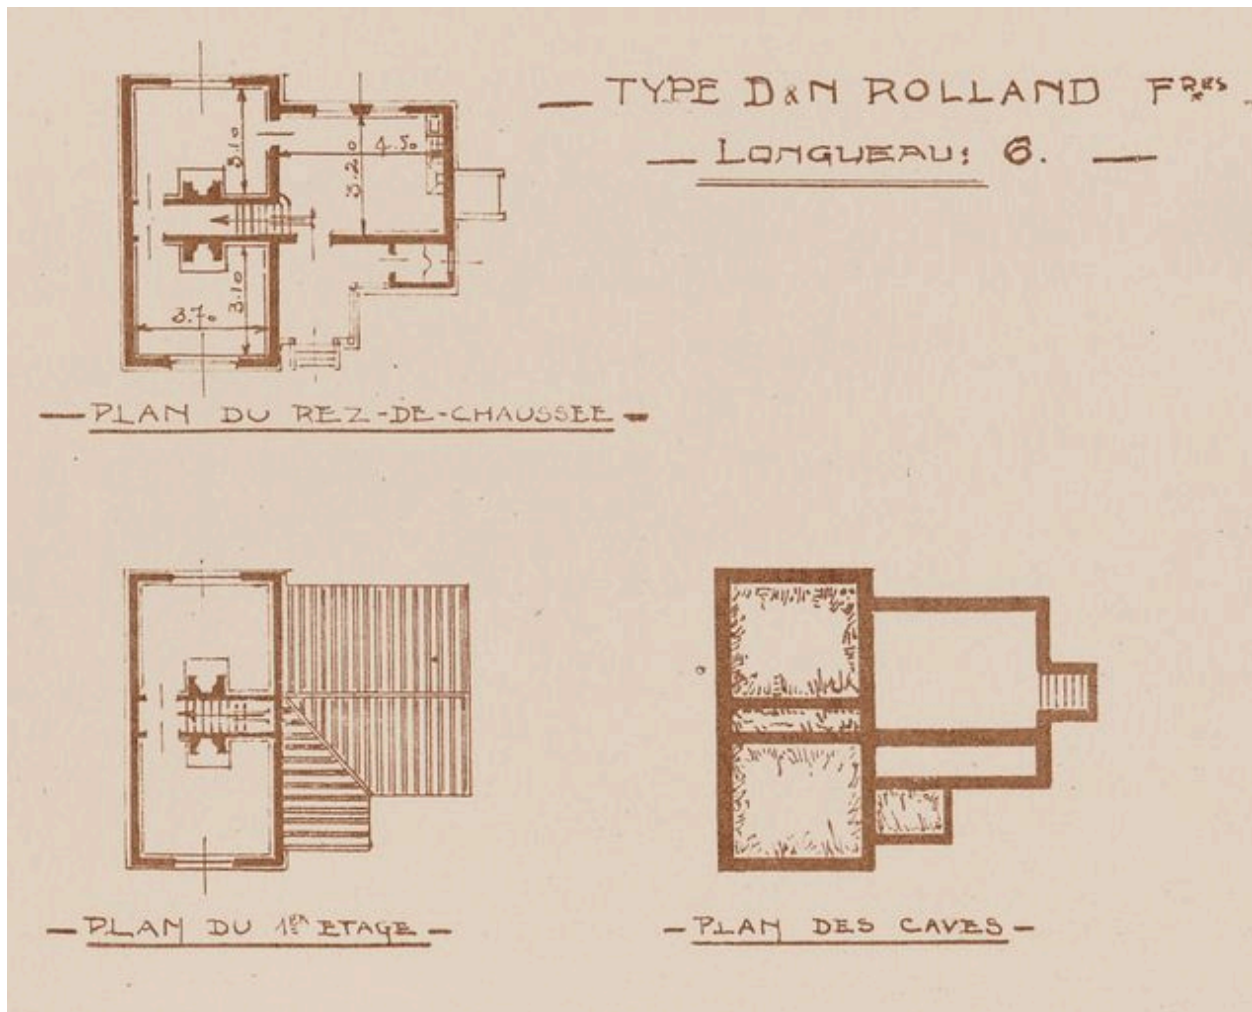 TYPE D&N ROLLAND FRES
LONGUEAU: 6.
3.10
4.50
3.20
3.10
3.70
PLAN DU REZ-DE-CHAUSSEE
PLAN DU 1ER ETAGE
PLAN DES CAVES